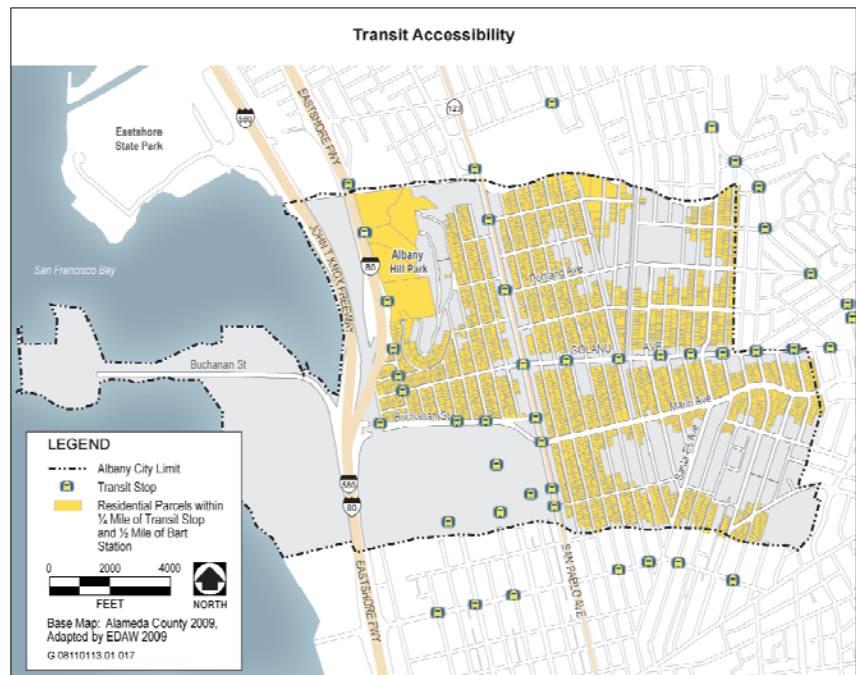 Transit Accessibility
580
EASTSHORE FWY
123
Eastshore
State Park
JOHN T. KNOX FREEWAY
80
Albany
Hill Park
San Francisco Bay
Portland Ave
SOLANO AVE
Buchanan St
Marin Ave
Buchanan St
Santa Fe Ave
580
80
EASTSHORE FWY
SAN PABLO AVE
LEGEND
Albany City Limit
Transit Stop
Residential Parcels within
¼ Mile of Transit Stop
and ½ Mile of Bart
Station
0 2000 4000
FEET
NORTH
Base Map: Alameda County 2009,
Adapted by EDAW 2009
G 08110113.01 017